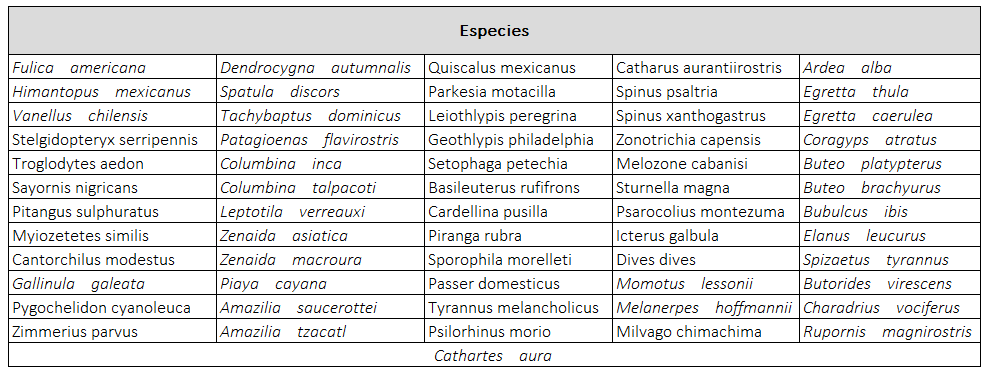 Especies
Fulica americana Dendrocygna autumnalis Quiscalus mexicanus Catharus aurantiirostris Ardea alba
Himantopus mexicanus Spatula discors Parkesia motacilla Spinus psaltria Egretta thula
Vanellus chilensis Tachybaptus dominicus Leiothlypis peregrina Spinus xanthogastrus Egretta caerulea
Stelgidopteryx serripennis Patagioenas flavirostris Geothlypis philadelphia Zonotrichia capensis Coragyps atratus
Troglodytes aedon Columbina inca Setophaga petechia Melozone cabanisi Buteo platypterus
Sayornis nigricans Columbina talpacoti Basileuterus rufifrons Sturnella magna Buteo brachyurus
Pitangus sulphuratus Leptotila verreauxi Cardellina pusilla Psarocolius montezuma Bubulcus ibis
Myiozetetes similis Zenaida asiatica Piranga rubra Icterus galbula Elanus leucurus
Cantorchilus modestus Zenaida macroura Sporophila morelleti Dives dives Spizaetus tyrannus
Gallinula galeata Piaya cayana Passer domesticus Momotus lessonii Butorides virescens
Pygochelidon cyanoleuca Amazilia saucerottei Tyrannus melancholicus Melanerpes hoffmannii Charadrius vociferus
Zimmerius parvus Amazilia tzacatl Psilorhinus morio Milvago chimachima Rupornis magnirostris
Cathartes aura